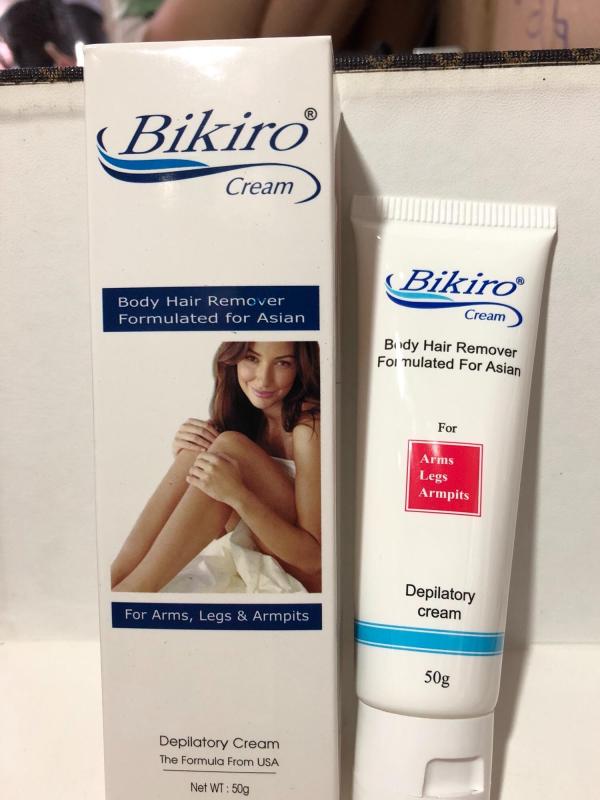 Bikiro®
Cream
Body Hair Remover
Formulated for Asian
For Arms, Legs & Armpits
Depilatory Cream
The Formula From USA
Net WT : 50g
Bikiro®
Cream
Body Hair Remover
Formulated For Asian
For
Arms
Legs
Armpits
Depilatory
cream
50g